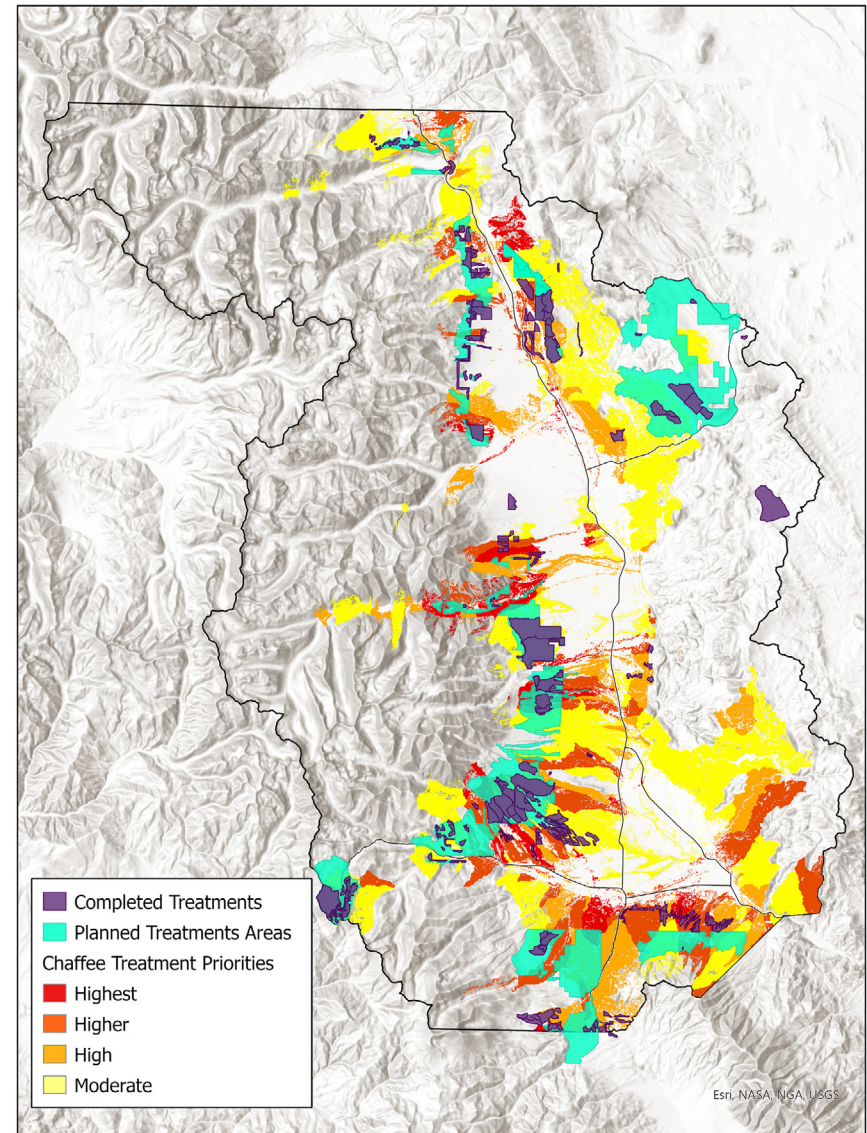 Completed Treatments
Planned Treatments Areas
Chaffee Treatment Priorities
Highest
Higher
High
Moderate
Esri, NASA, NGA, USGS